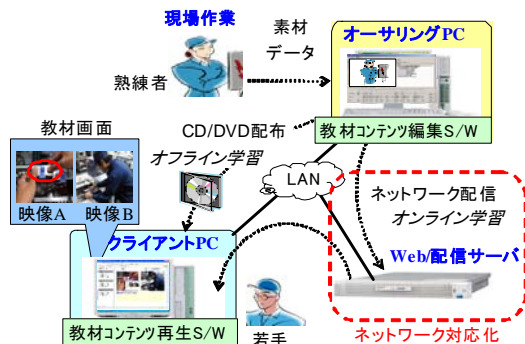 現場作業
素材
データ
熟練者
オーサリングPC
教材コンテンツ編集S/W
教材画面
映像A
映像B
CD/DVD配布
オフライン学習
LAN
ネットワーク配信
オンライン学習
Web/配信サーバ
クライアントPC
教材コンテンツ再生S/W
若手
ネットワーク対応化